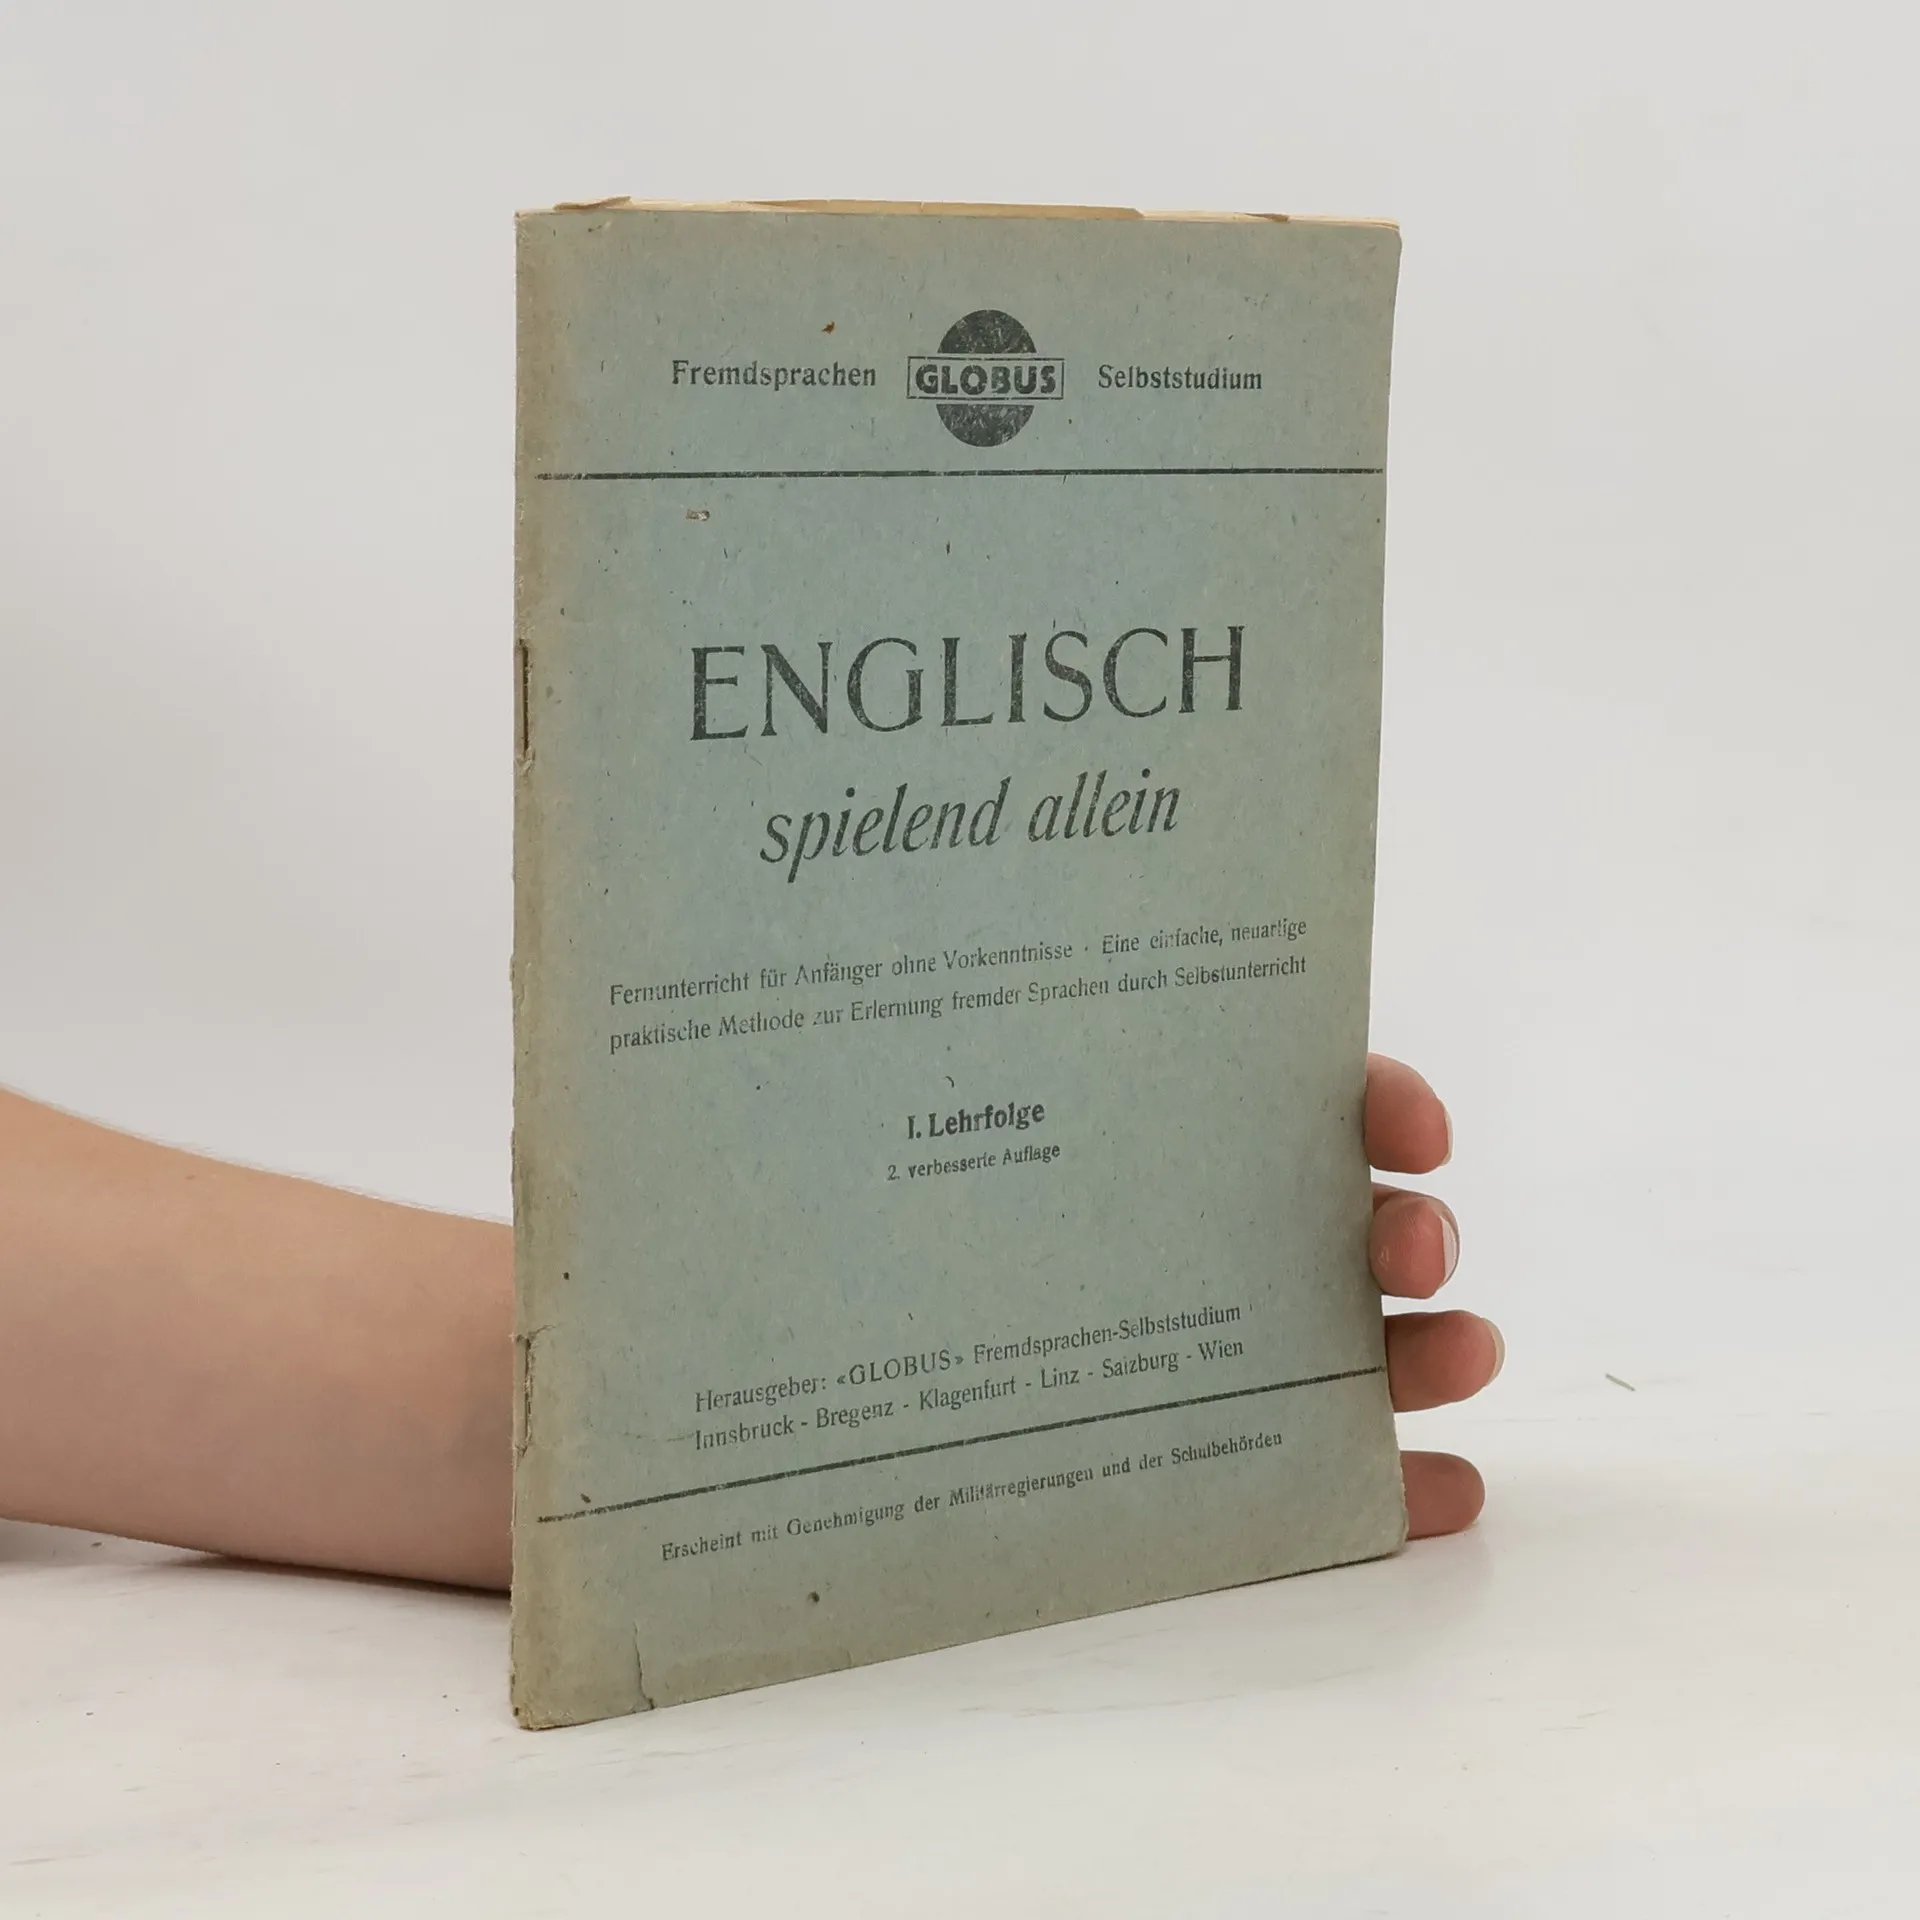 Fremdsprachen GLOBUS Selbststudium
ENGLISCH
spielend allein
Fernunterricht für Anfänger ohne Vorkenntnisse · Eine einfache, neuartige
praktische Methode zur Erlernung fremder Sprachen durch Selbstunterricht
I. Lehrfolge
2. verbesserte Auflage
Herausgeber: «GLOBUS» Fremdsprachen-Selbststudium
Innsbruck - Bregenz - Klagenfurt - Linz - Salzburg - Wien
Erscheint mit Genehmigung der Militärregierungen und der Schulbehörden